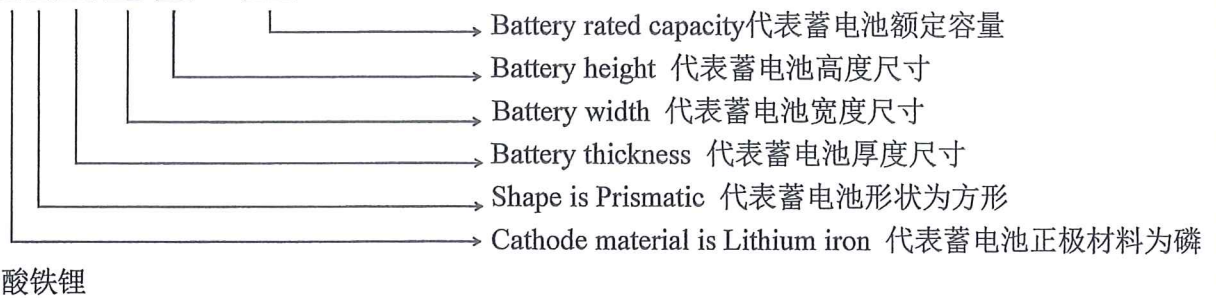 Battery rated capacity代表蓄电池额定容量
Battery height 代表蓄电池高度尺寸
Battery width 代表蓄电池宽度尺寸
Battery thickness 代表蓄电池厚度尺寸
Shape is Prismatic 代表蓄电池形状为方形
Cathode material is Lithium iron 代表蓄电池正极材料为磷
酸铁锂